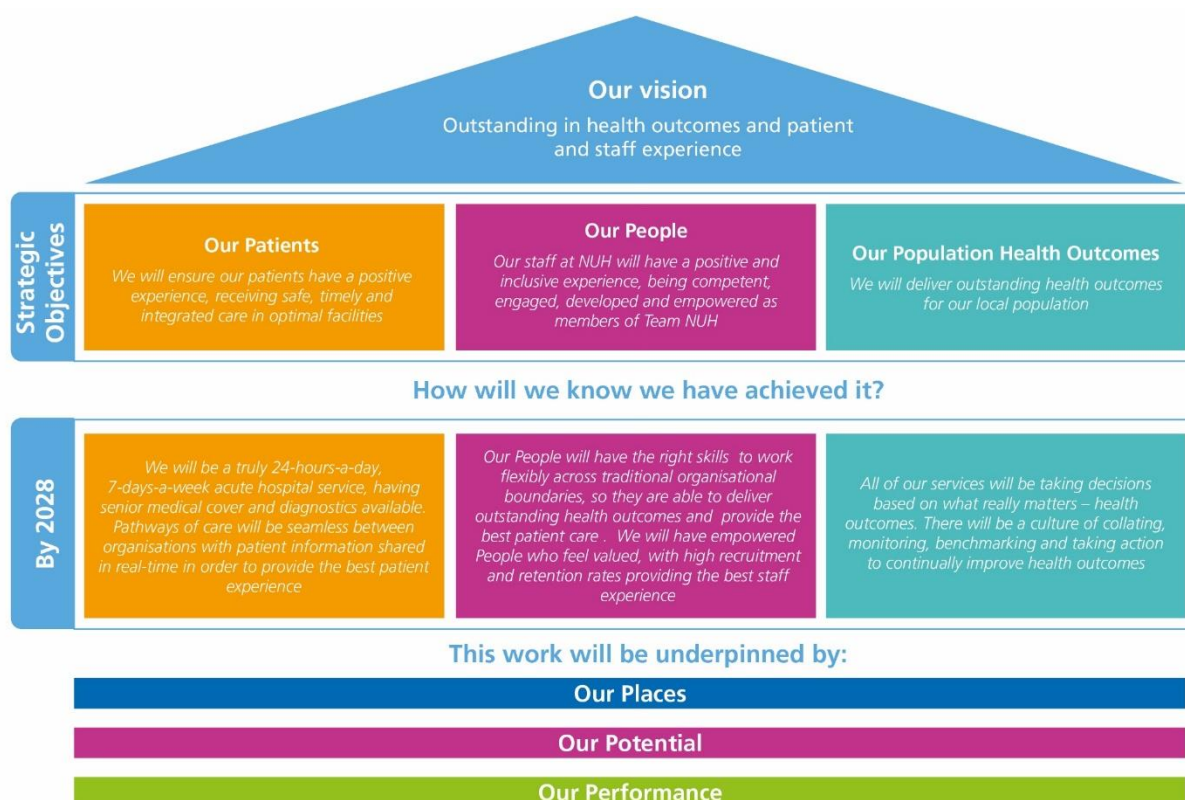 Our vision
Outstanding in health outcomes and patient
and staff experience
Strategic
Objectives
Our Patients
We will ensure our patients have a positive
experience, receiving safe, timely and
integrated care in optimal facilities
Our People
Our staff at NUH will have a positive and
inclusive experience, being competent,
engaged, developed and empowered as
members of Team NUH
Our Population Health Outcomes
We will deliver outstanding health outcomes
for our local population
How will we know we have achieved it?
By 2028
We will be a truly 24-hours-a-day,
7-days-a-week acute hospital service, having
senior medical cover and diagnostics available.
Pathways of care will be seamless between
organisations with patient information shared
in real-time in order to provide the best patient
experience
Our People will have the right skills to work
flexibly across traditional organisational
boundaries, so they are able to deliver
outstanding health outcomes and provide the
best patient care . We will have empowered
People who feel valued, with high recruitment
and retention rates providing the best staff
experience
All of our services will be taking decisions
based on what really matters – health
outcomes. There will be a culture of collating,
monitoring, benchmarking and taking action
to continually improve health outcomes
This work will be underpinned by:
Our Places
Our Potential
Our Performance